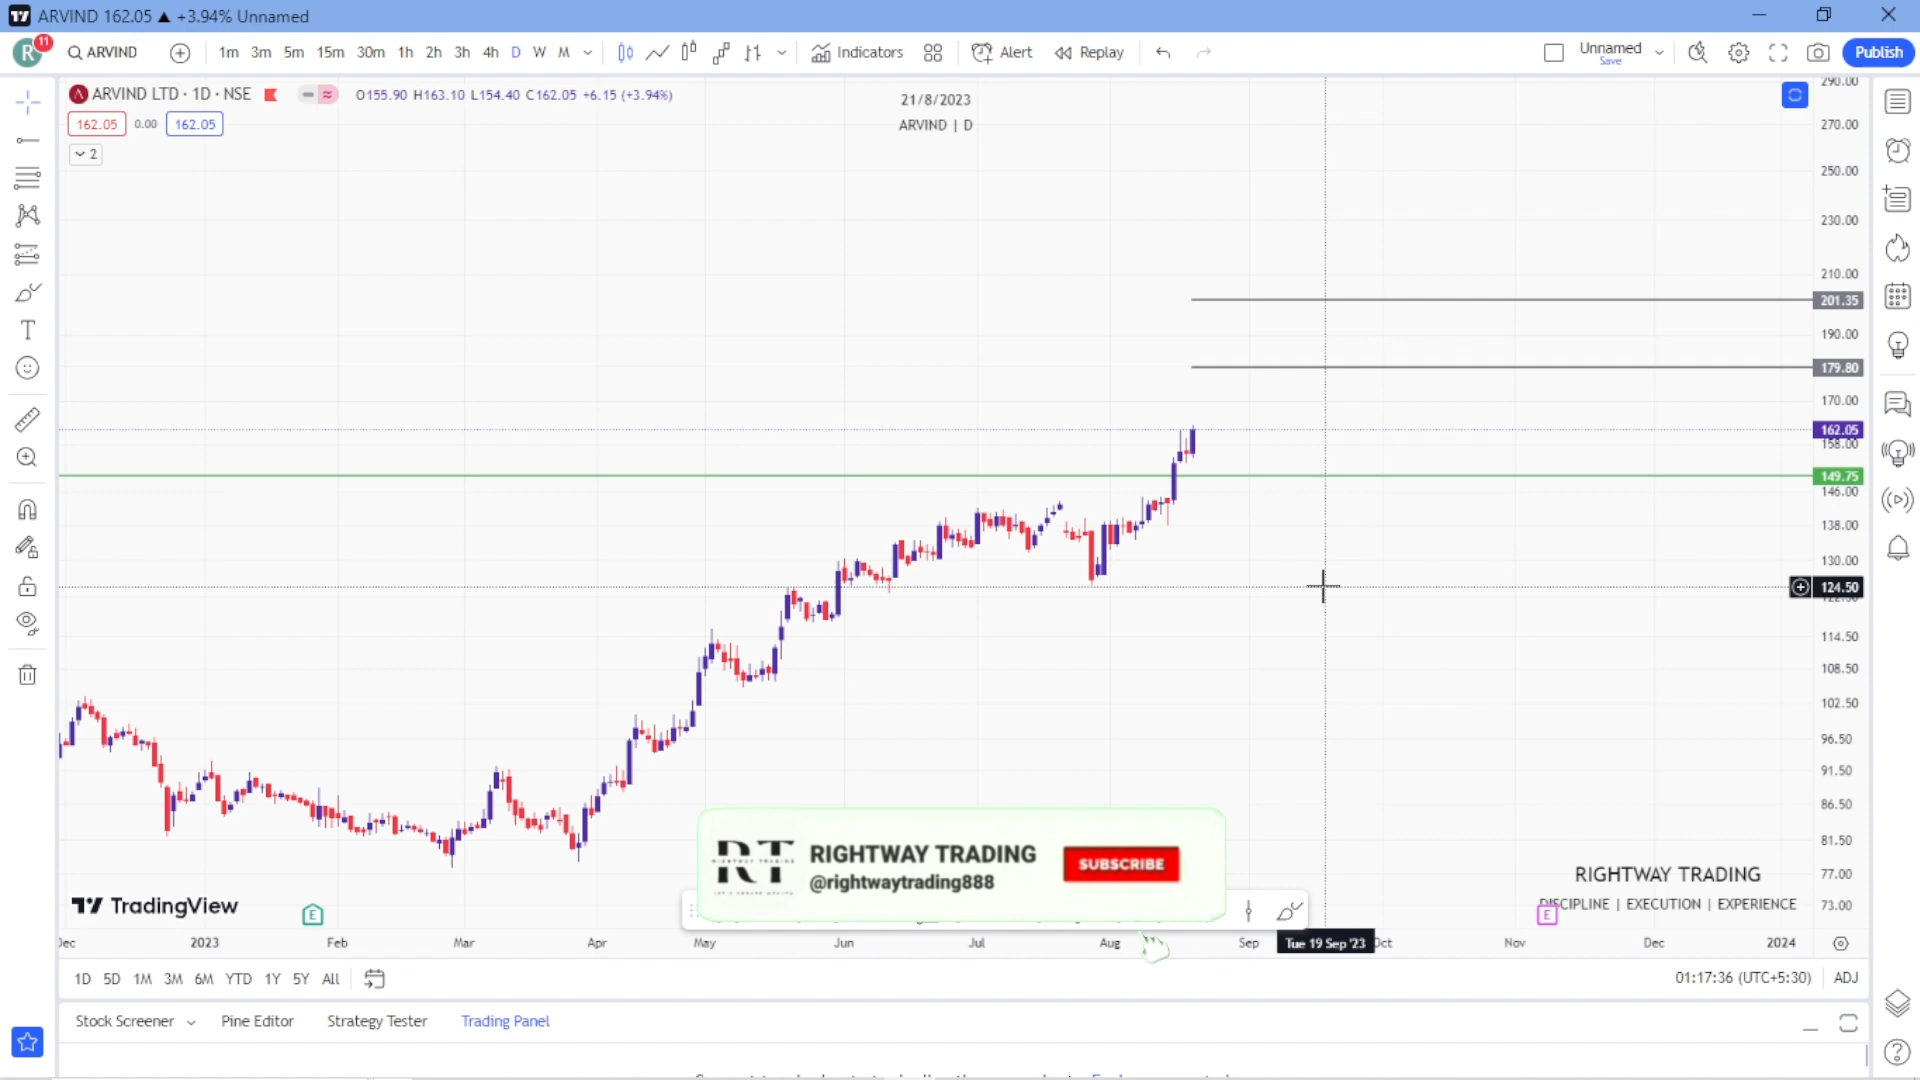 ARVIND 162.05 ▲ +3.94% Unnamed
R 11 ARVIND 1m 3m 5m 15m 30m 1h 2h 3h 4h D W M Indicators Alert Replay Unnamed Save Publish
ARVIND LTD · 1D · NSE O155.90 H163.10 L154.40 C162.05 +6.15 (+3.94%)
162.05 0.00 162.05
2
21/8/2023
ARVIND | D
290.00
270.00
250.00
230.00
210.00
201.35
190.00
179.80
170.00
162.05
158.00
149.75
146.00
138.00
130.00
124.50
114.50
108.50
102.50
96.50
91.50
86.50
81.50
77.00
73.00
RT RIGHTWAY TRADING SUBSCRIBE
@rightwaytrading888
RIGHTWAY TRADING
DISCIPLINE | EXECUTION | EXPERIENCE
TradingView
E
E
Dec 2023 Feb Mar Apr May Jun Jul Aug Sep Tue 19 Sep '23 Oct Nov Dec 2024
1D 5D 1M 3M 6M YTD 1Y 5Y All 01:17:36 (UTC+5:30) ADJ
Stock Screener Pine Editor Strategy Tester Trading Panel